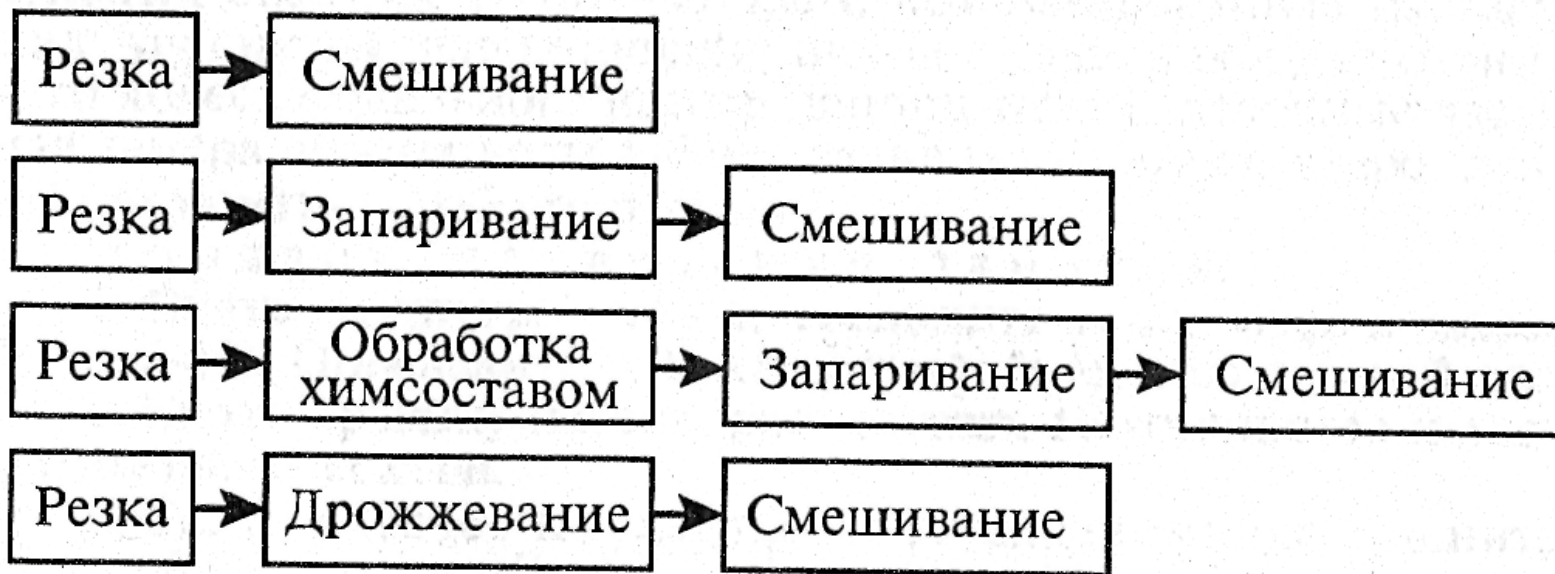 Резка Смешивание
Резка Запаривание Смешивание
Резка Обработка химсоставом Запаривание Смешивание
Резка Дрожжевание Смешивание